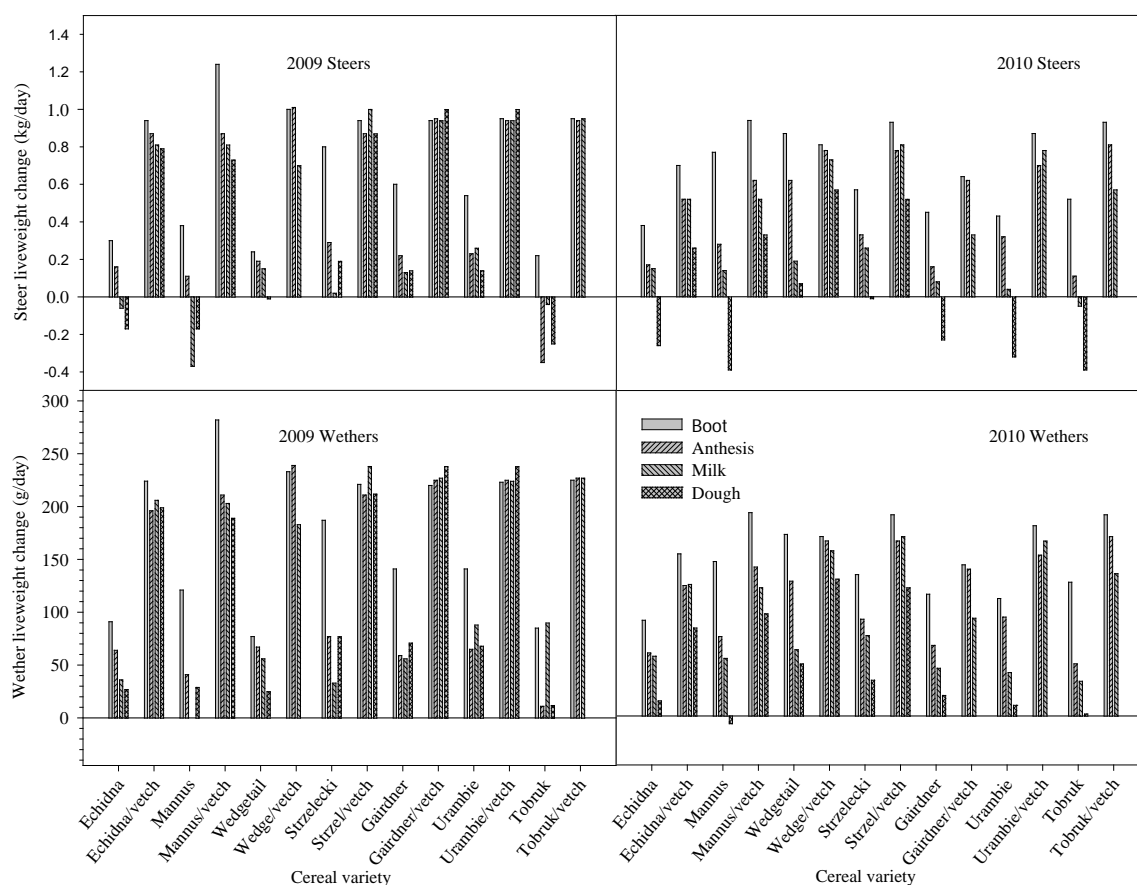 1.4
1.2
1.0
0.8
0.6
0.4
0.2
0.0
-0.2
-0.4
Steer liveweight change (kg/day)
2009 Steers
2010 Steers
300
250
200
150
100
50
0
Wether liveweight change (g/day)
2009 Wethers
2010 Wethers
Boot
Anthesis
Milk
Dough
Echidna
Echidna/vetch
Mannus
Mannus/vetch
Wedgetail
Wedge/vetch
Strzelecki
Strzel/vetch
Gairdner
Gairdner/vetch
Urambie
Urambie/vetch
Tobruk
Tobruk/vetch
Cereal variety
Echidna
Echidna/vetch
Mannus
Mannus/vetch
Wedgetail
Wedge/vetch
Strzelecki
Strzel/vetch
Gairdner
Gairdner/vetch
Urambie
Urambie/vetch
Tobruk
Tobruk/vetch
Cereal variety